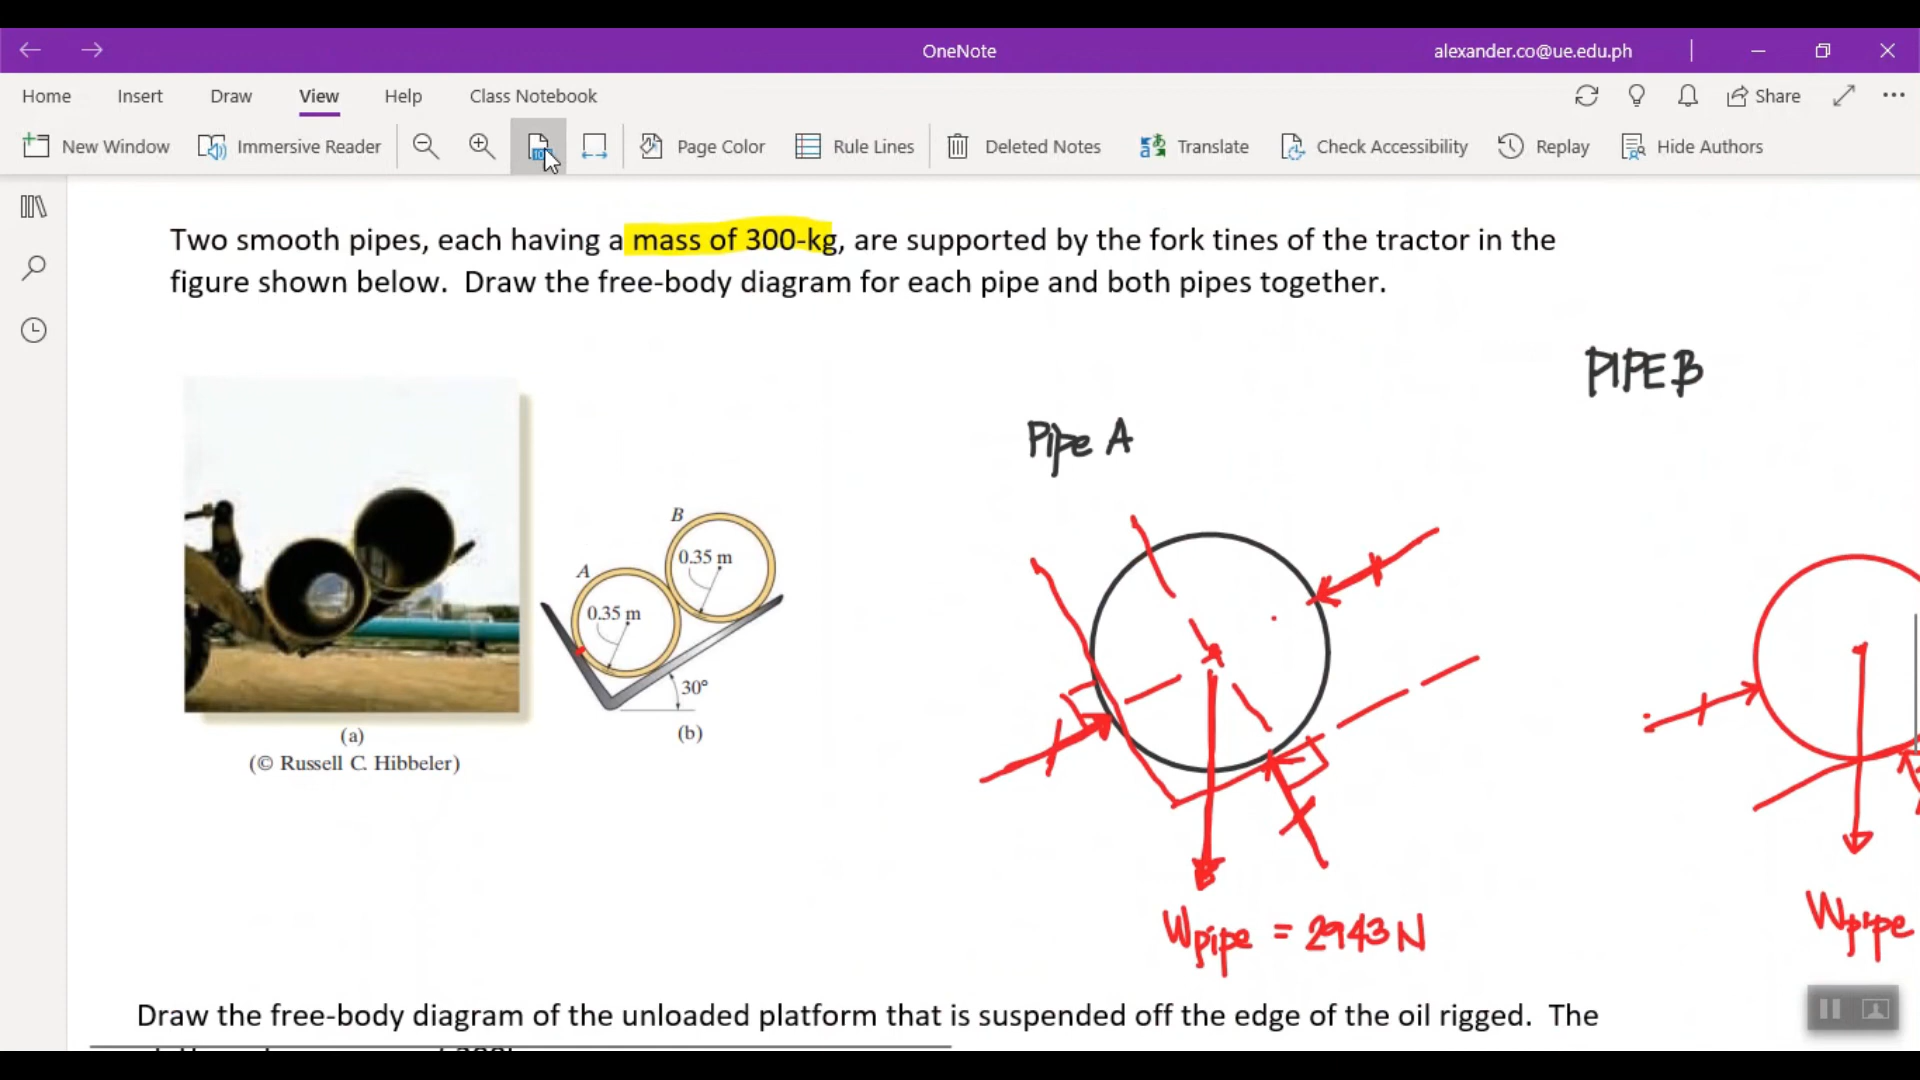 OneNote
alexander.co@ue.edu.ph
Home Insert Draw View Help Class Notebook
Share
New Window Immersive Reader Page Color Rule Lines Deleted Notes Translate Check Accessibility Replay Hide Authors
Two smooth pipes, each having a mass of 300-kg, are supported by the fork tines of the tractor in the
figure shown below. Draw the free-body diagram for each pipe and both pipes together.
PIPE B
Pipe A
B
0.35 m
A
0.35 m
30°
(a)
(b)
(© Russell C. Hibbeler)
Wpipe = 2943 N
Wpipe
Draw the free-body diagram of the unloaded platform that is suspended off the edge of the oil rigged. The